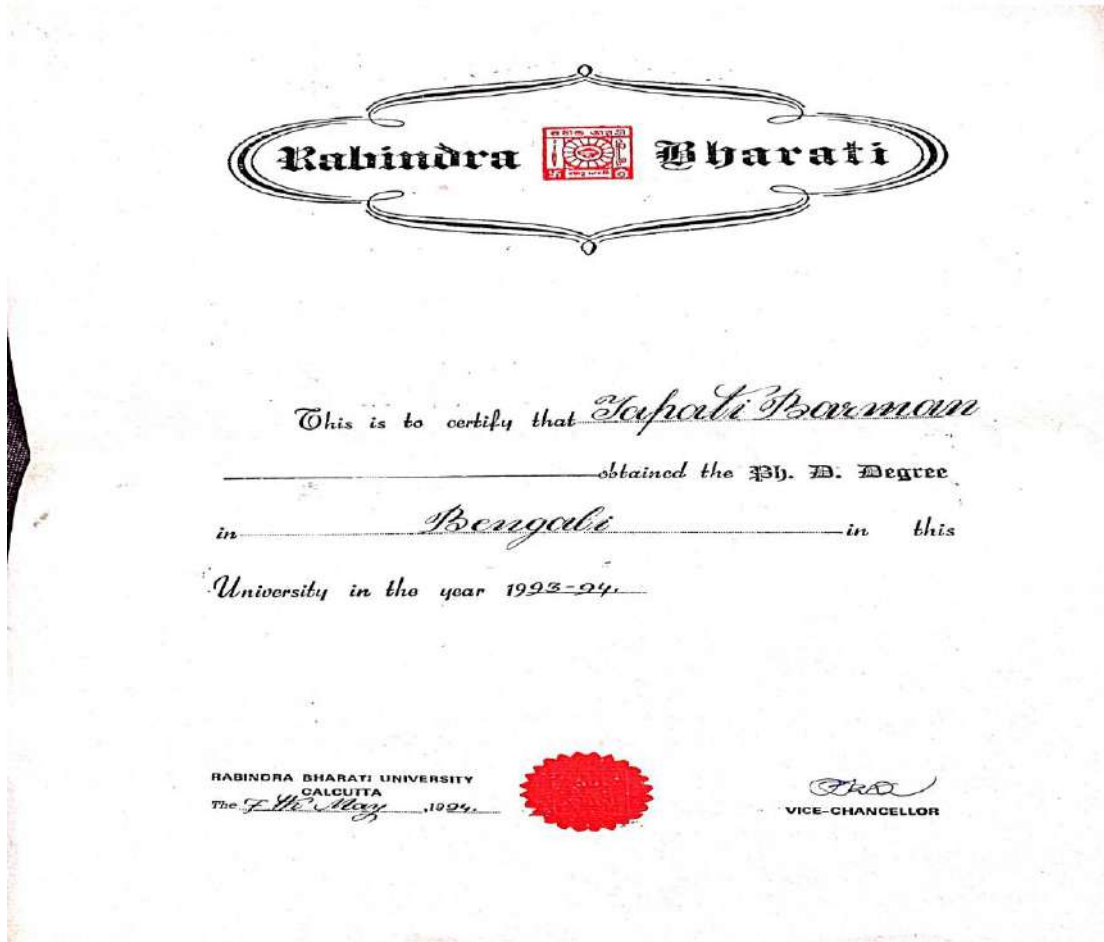 Rabindra Bharati
This is to certify that Tapati Barman
obtained the Ph. D. Degree
in Bengali in this
University in the year 1993-94.
RABINDRA BHARATI UNIVERSITY
CALCUTTA
The 7th May ,1994.
VICE-CHANCELLOR